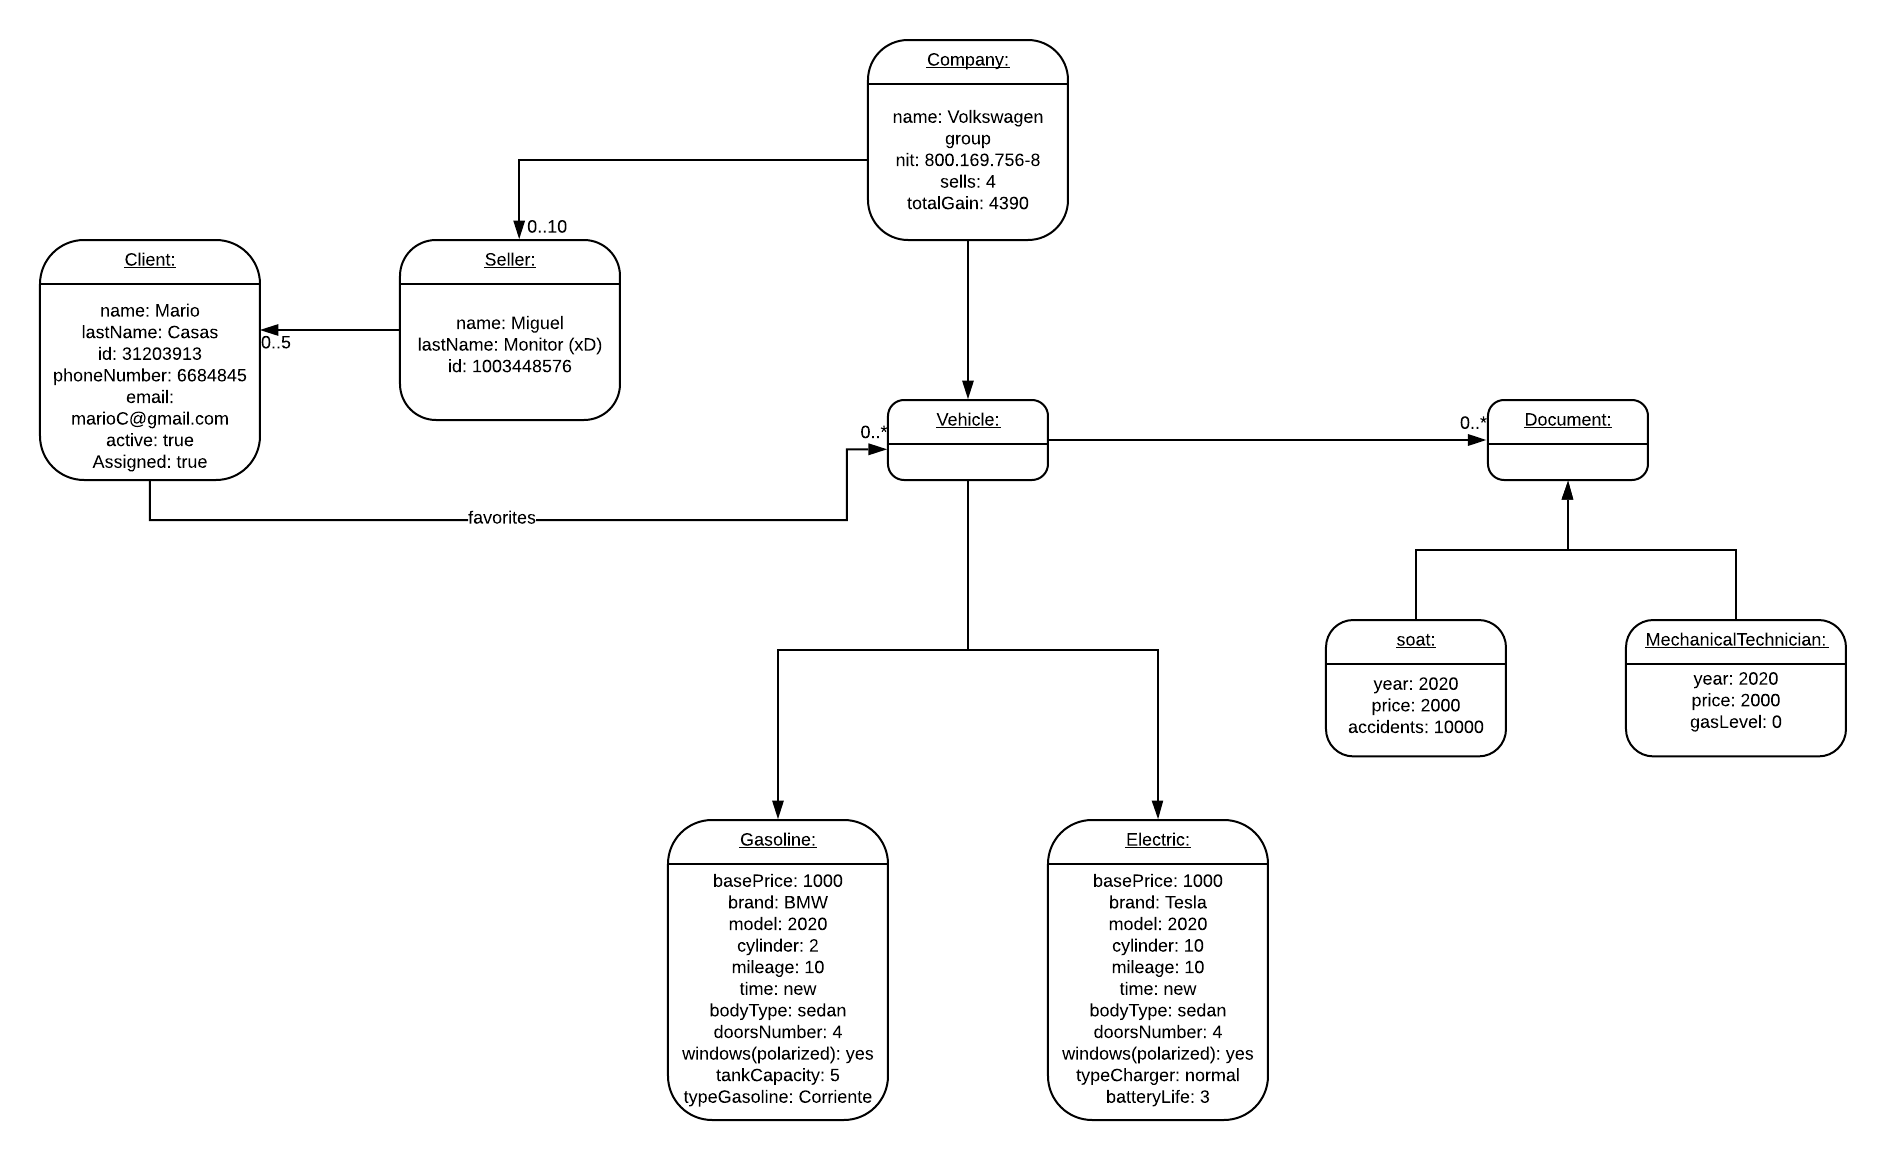 Company:
name: Volkswagen
group
nit: 800.169.756-8
sells: 4
totalGain: 4390
0..10
Client:
name: Mario
lastName: Casas
id: 31203913
phoneNumber: 6684845
email:
marioC@gmail.com
active: true
Assigned: true
0..5
Seller:
name: Miguel
lastName: Monitor (xD)
id: 1003448576
favorites
0..*
Vehicle:
0..*
Document:
soat:
year: 2020
price: 2000
accidents: 10000
MechanicalTechnician:
year: 2020
price: 2000
gasLevel: 0
Gasoline:
basePrice: 1000
brand: BMW
model: 2020
cylinder: 2
mileage: 10
time: new
bodyType: sedan
doorsNumber: 4
windows(polarized): yes
tankCapacity: 5
typeGasoline: Corriente
Electric:
basePrice: 1000
brand: Tesla
model: 2020
cylinder: 10
mileage: 10
time: new
bodyType: sedan
doorsNumber: 4
windows(polarized): yes
typeCharger: normal
batteryLife: 3